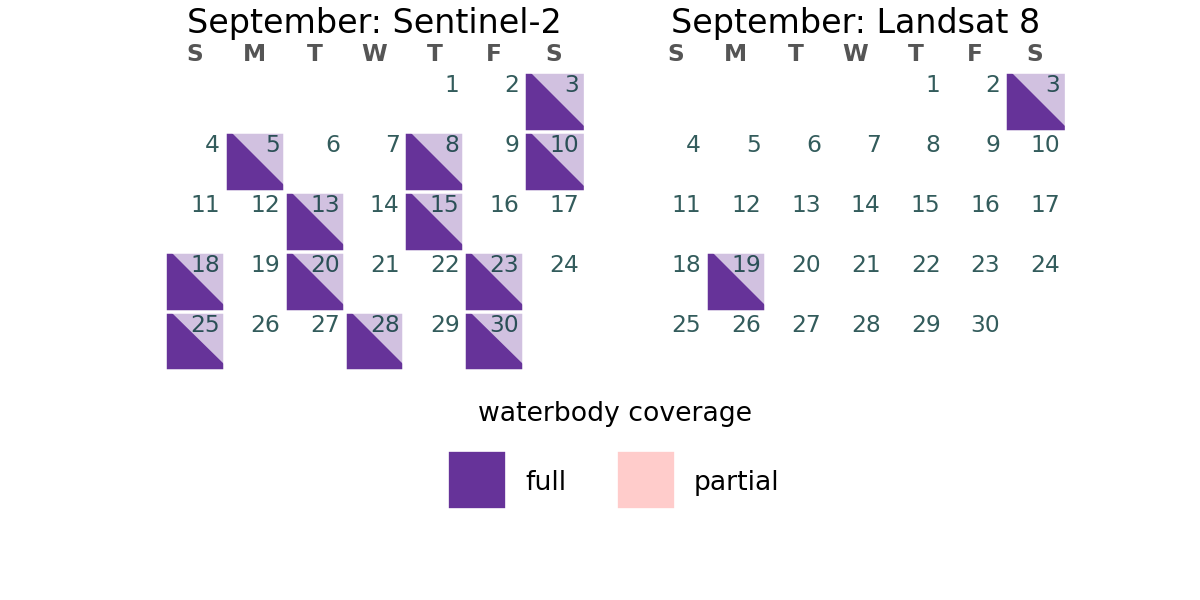 September: Sentinel-2
S M T W T F S
1 2 3
4 5 6 7 8 9 10
11 12 13 14 15 16 17
18 19 20 21 22 23 24
25 26 27 28 29 30
September: Landsat 8
S M T W T F S
1 2 3
4 5 6 7 8 9 10
11 12 13 14 15 16 17
18 19 20 21 22 23 24
25 26 27 28 29 30
waterbody coverage
full partial